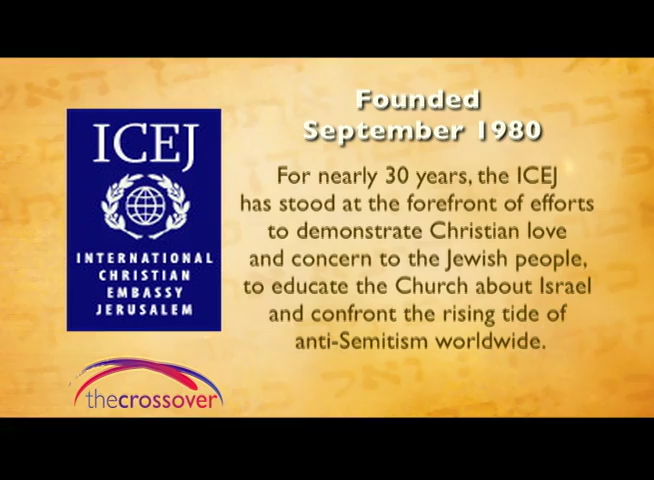 ICEJ
INTERNATIONAL
CHRISTIAN
EMBASSY
JERUSALEM
thecrossover
Founded
September 1980
For nearly 30 years, the ICEJ
has stood at the forefront of efforts
to demonstrate Christian love
and concern to the Jewish people,
to educate the Church about Israel
and confront the rising tide of
anti-Semitism worldwide.